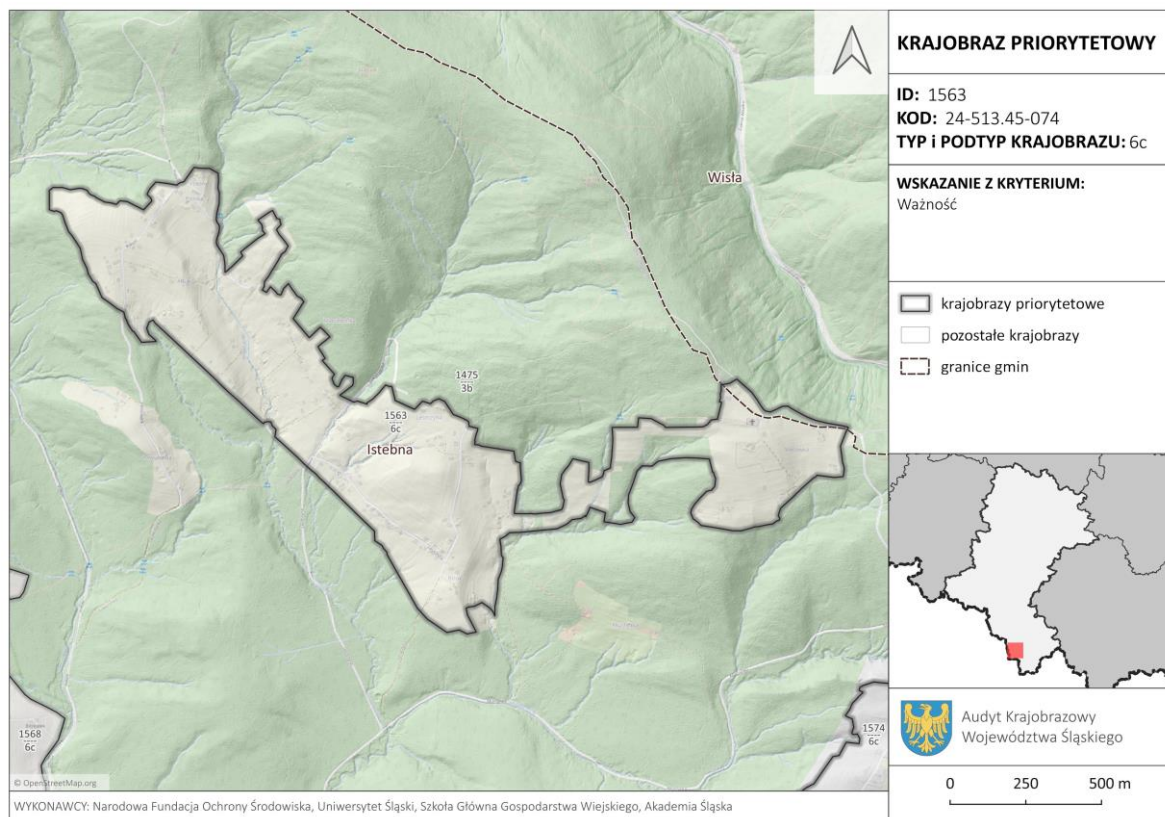 KRAJOBRAZ PRIORYTETOWY
ID: 1563
KOD: 24-513.45-074
TYP i PODTYP KRAJOBRAZU: 6c
WSKAZANIE Z KRYTERIUM:
Ważność
krajobrazy priorytetowe
pozostałe krajobrazy
granice gmin
Audyt Krajobrazowy
Województwa Śląskiego
0 250 500 m
Wisła
1475
3b
1563
6c
Istebna
1568
6c
1574
6c
© OpenStreetMap.org
WYKONAWCY: Narodowa Fundacja Ochrony Środowiska, Uniwersytet Śląski, Szkoła Główna Gospodarstwa Wiejskiego, Akademia Śląska